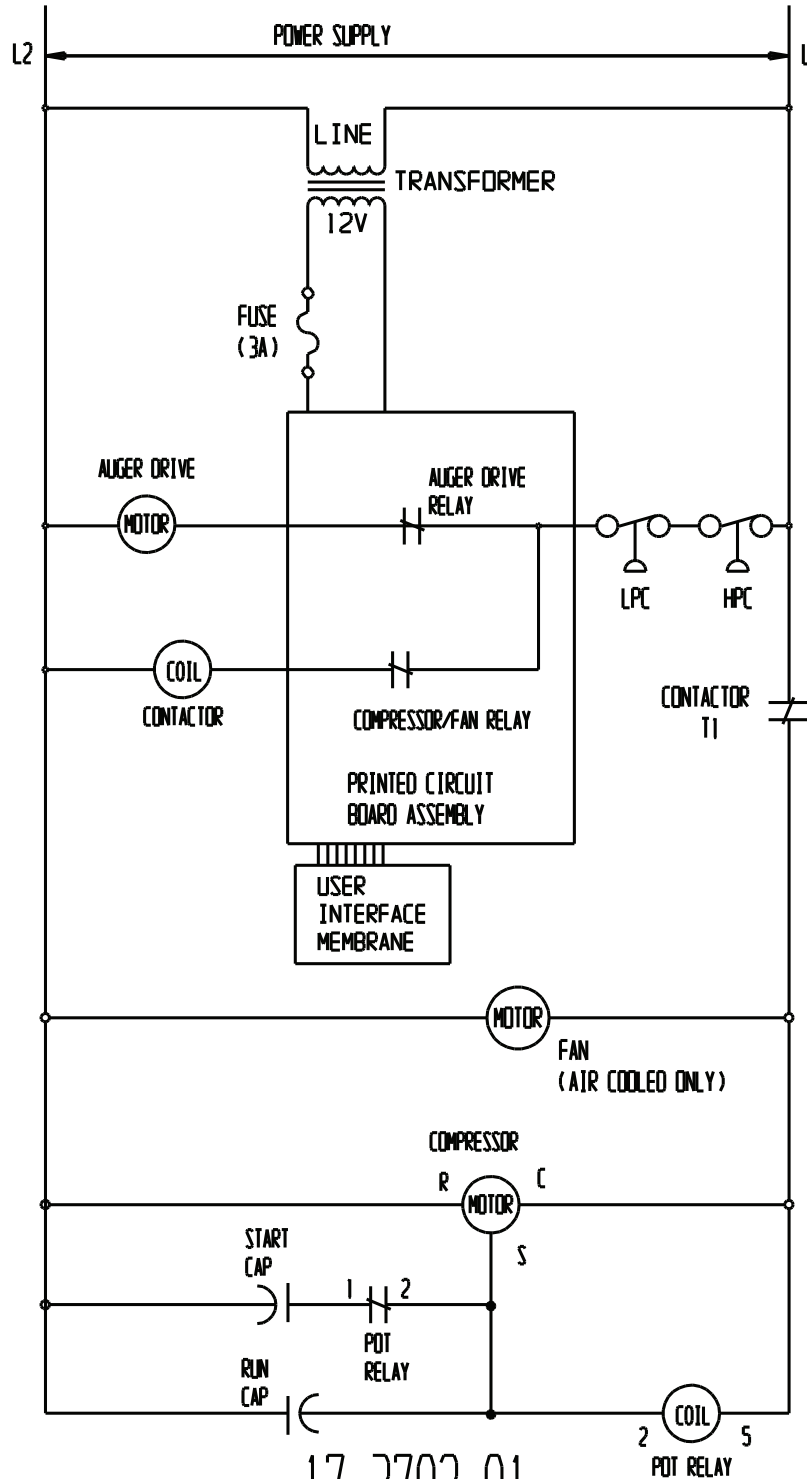 POWER SUPPLY
L2
L
LINE
TRANSFORMER
12V
FUSE
(3A)
AUGER DRIVE
MOTOR
AUGER DRIVE
RELAY
LPC
HPC
COIL
CONTACTOR
COMPRESSOR/FAN RELAY
CONTACTOR
T1
PRINTED CIRCUIT
BOARD ASSEMBLY
USER
INTERFACE
MEMBRANE
MOTOR
FAN
(AIR COOLED ONLY)
COMPRESSOR
R
C
MOTOR
S
START
CAP
1
2
POT
RELAY
RUN
CAP
COIL
2
5
POT RELAY